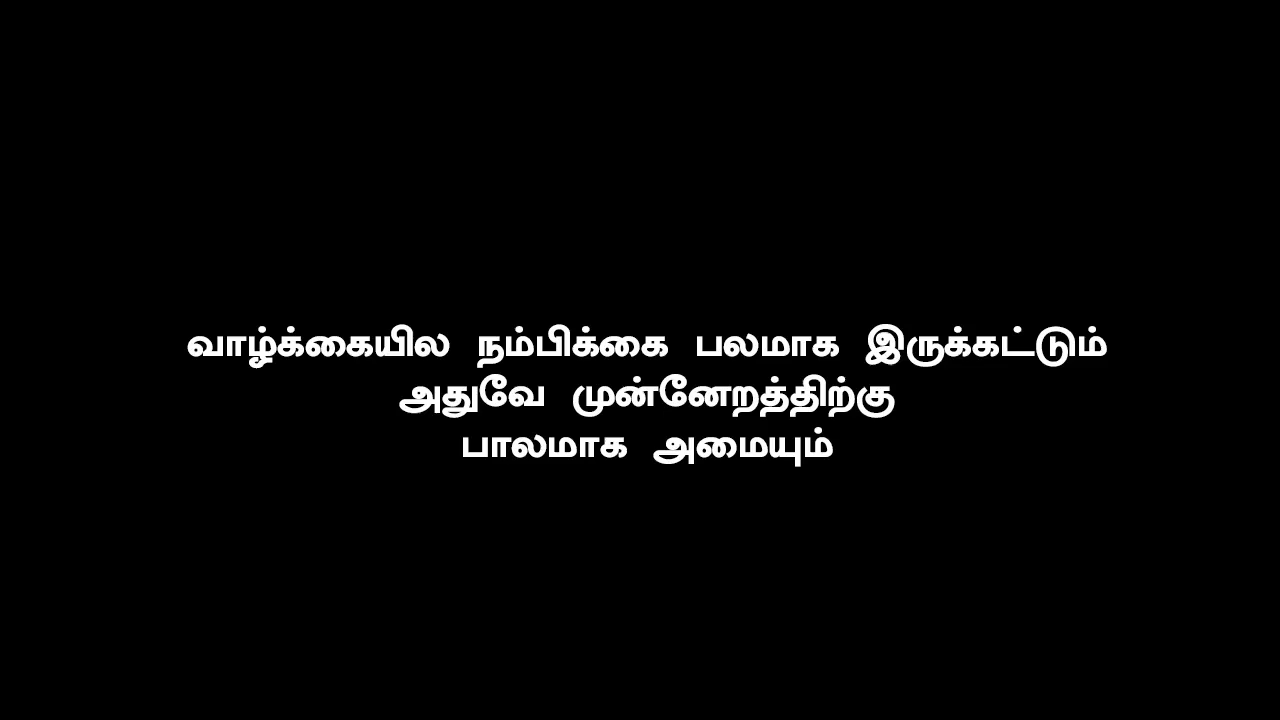 வாழ்க்கையில நம்பிக்கை பலமாக இருக்கட்டும்
அதுவே முன்னேறத்திற்கு
பாலமாக அமையும்